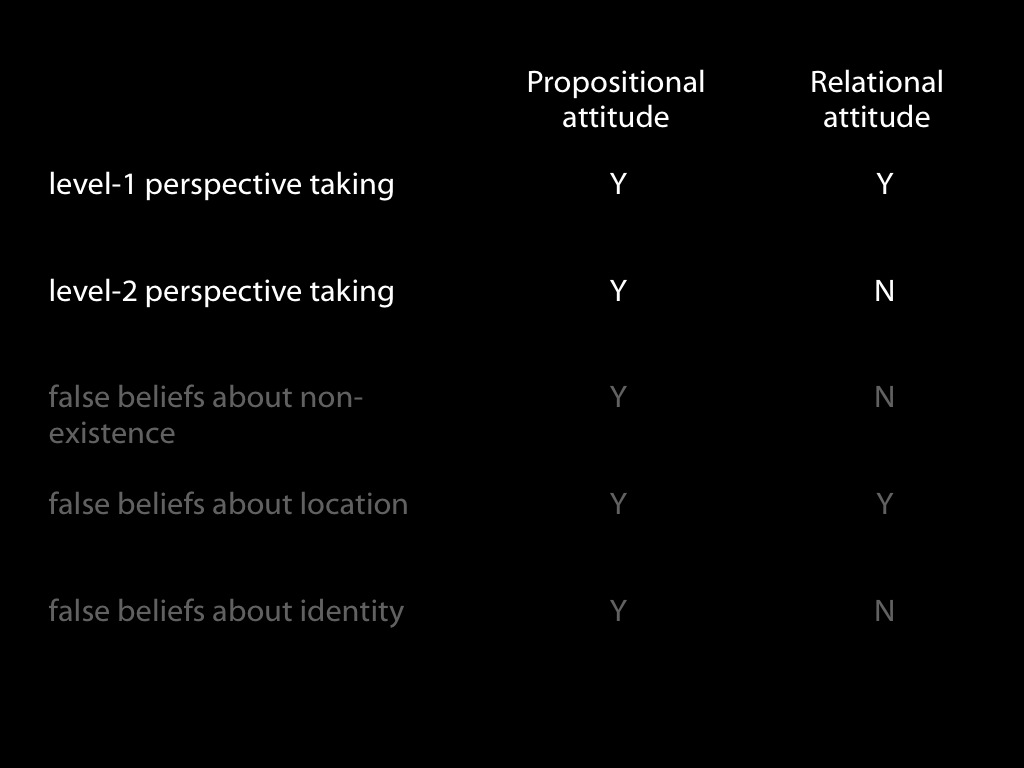 Propositional attitude
Relational attitude
level-1 perspective taking Y Y
level-2 perspective taking Y N
false beliefs about non-
existence Y N
false beliefs about location Y Y
false beliefs about identity Y N